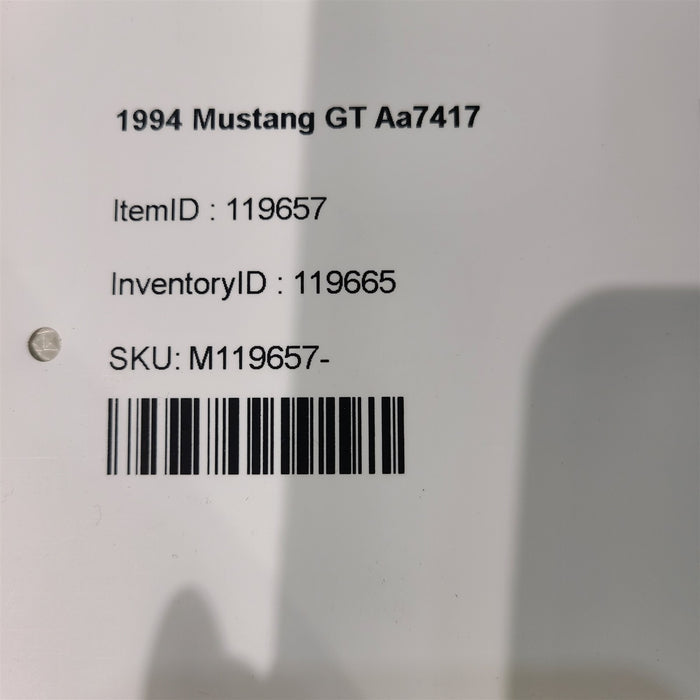 1994 Mustang GT Aa7417
ItemID : 119657
InventoryID : 119665
SKU: M119657-